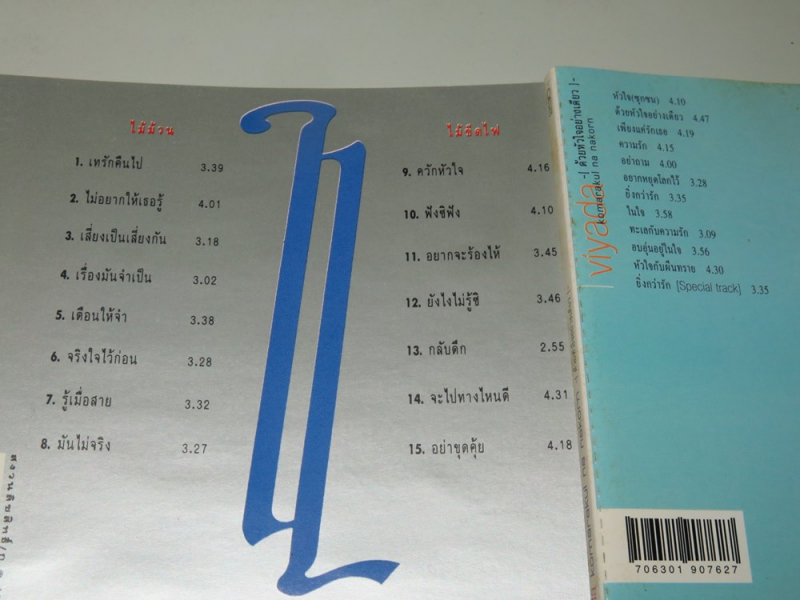 ไม้ม้วน
1. เทรักคืนไป 3.39
2. ไม่อยากให้เธอรู้ 4.01
3. เสี่ยงเป็นเสี่ยงกัน 3.18
4. เรื่องมันจำเป็น 3.02
5. เตือนให้จำ 3.38
6. จริงใจไว้ก่อน 3.28
7. รู้เมื่อสาย 3.32
8. มันไม่จริง 3.27
ไม้ขีดไฟ
9. ควักหัวใจ 4.16
10. ฟังซิฟัง 4.10
11. อยากจะร้องไห้ 3.45
12. ยังไงไม่รู้ซิ 3.46
13. กลับดึก 2.55
14. จะไปทางไหนดี 4.31
15. อย่าขุดคุ้ย 4.18
viyada
komarakul na nakorn
-[ ด้วยหัวใจอย่างเดียว ]-
หัวใจ(ซุกซน) 4.10
ด้วยหัวใจอย่างเดียว 4.47
เพียงแค่รักเธอ 4.19
ความรัก 4.15
อย่าถาม 4.00
อยากหยุดโลกไว้ 3.28
ยิ่งกว่ารัก 3.35
ในใจ 3.58
ทะเลกับความรัก 3.09
อบอุ่นอยู่ในใจ 3.56
หัวใจกับผืนทราย 4.30
ยิ่งกว่ารัก [Special track] 3.35
komarakul na nakorn
706301 907627